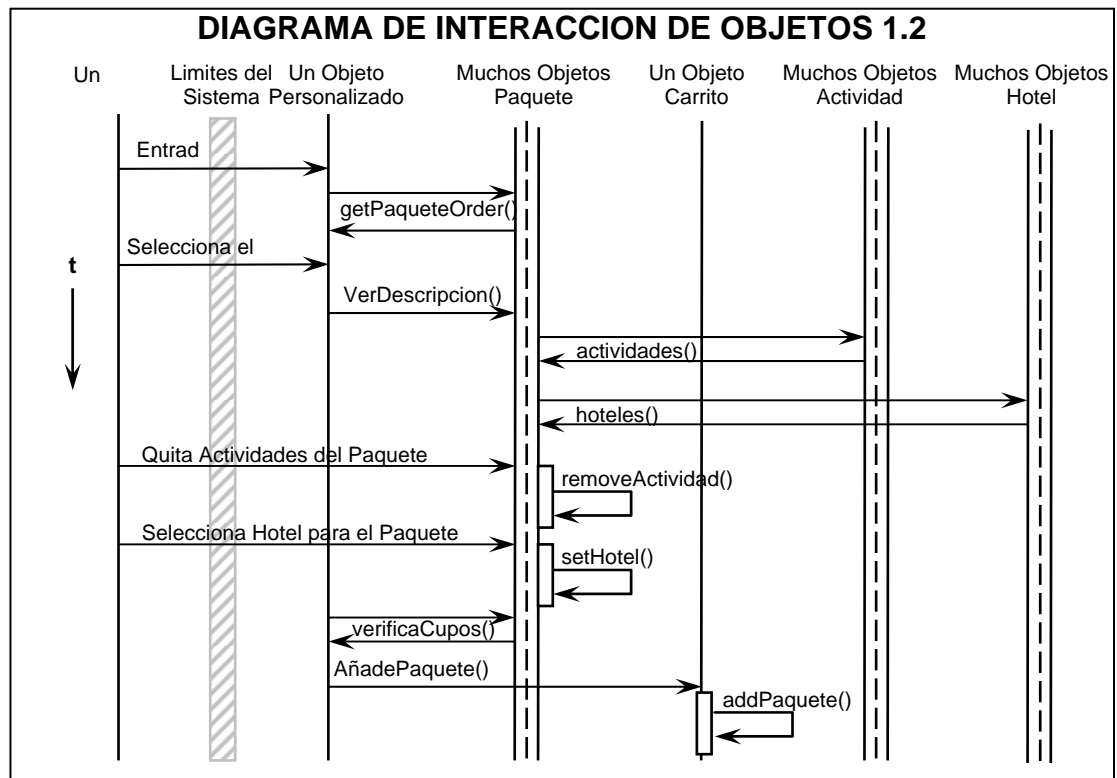 DIAGRAMA DE INTERACCION DE OBJETOS 1.2
Un
Limites del
Sistema
Un Objeto
Personalizado
Muchos Objetos
Paquete
Un Objeto
Carrito
Muchos Objetos
Actividad
Muchos Objetos
Hotel
Entrad
getPaqueteOrder()
Selecciona el
t
VerDescripcion()
actividades()
hoteles()
Quita Actividades del Paquete
removeActividad()
Selecciona Hotel para el Paquete
setHotel()
verificaCupos()
AñadePaquete()
addPaquete()